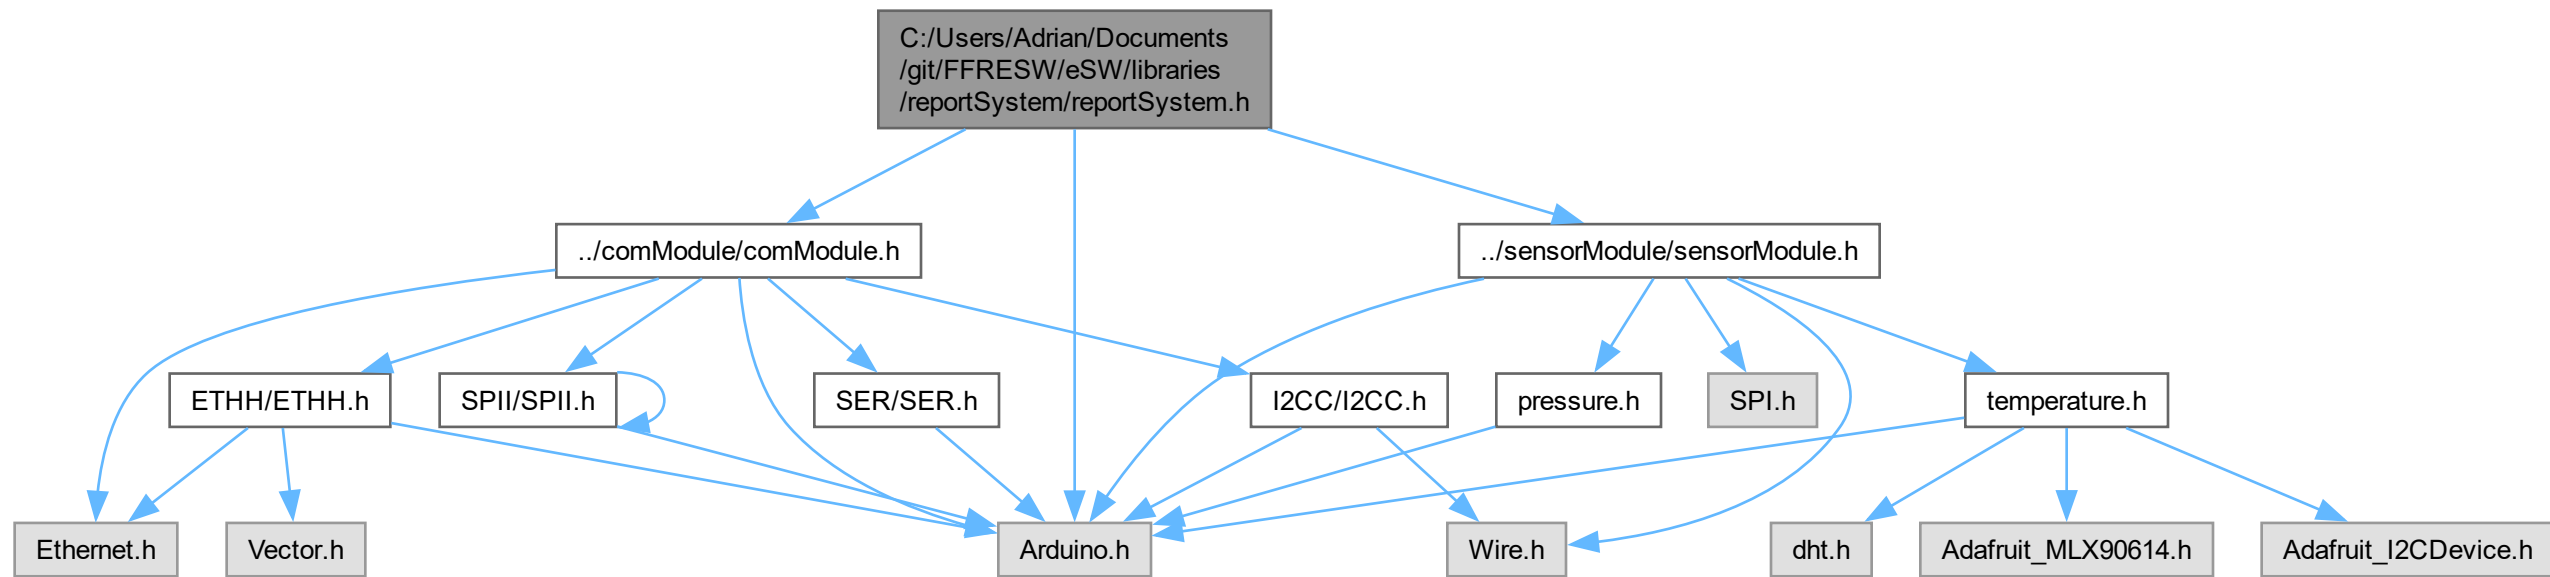 C:/Users/Adrian/Documents
/git/FFRESW/eSW/libraries
/reportSystem/reportSystem.h
../comModule/comModule.h
../sensorModule/sensorModule.h
ETHH/ETHH.h
SPII/SPII.h
SER/SER.h
I2CC/I2CC.h
pressure.h
SPI.h
temperature.h
Ethernet.h
Vector.h
Arduino.h
Wire.h
dht.h
Adafruit_MLX90614.h
Adafruit_I2CDevice.h